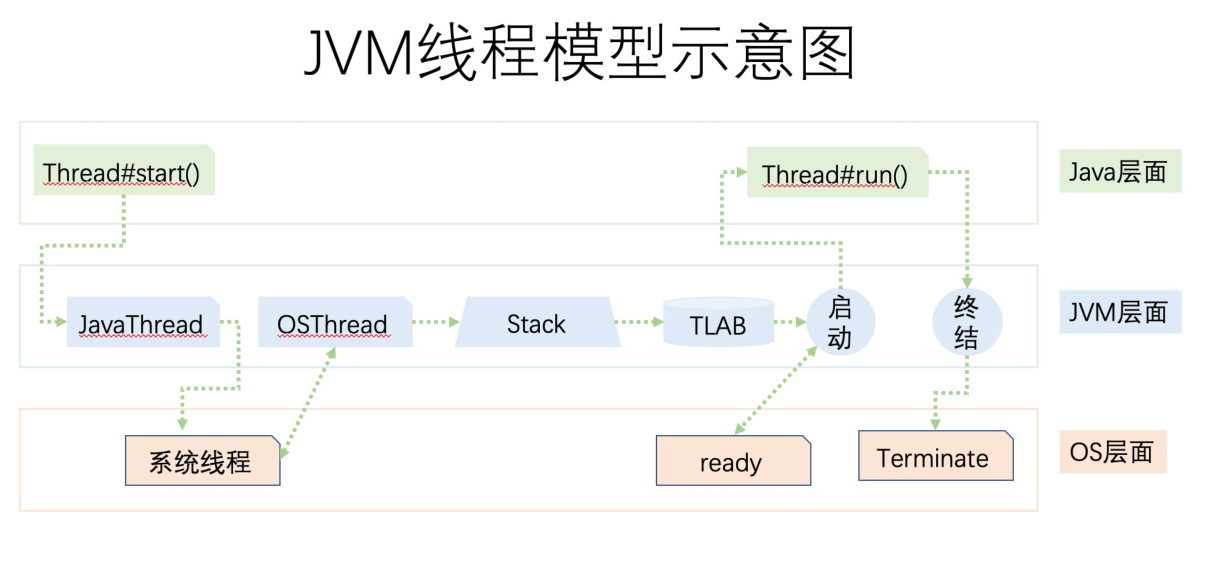 JVM线程模型示意图
Thread#start()
Thread#run()
Java层面
JavaThread
OSThread
Stack
TLAB
启
动
终
结
JVM层面
系统线程
ready
Terminate
OS层面